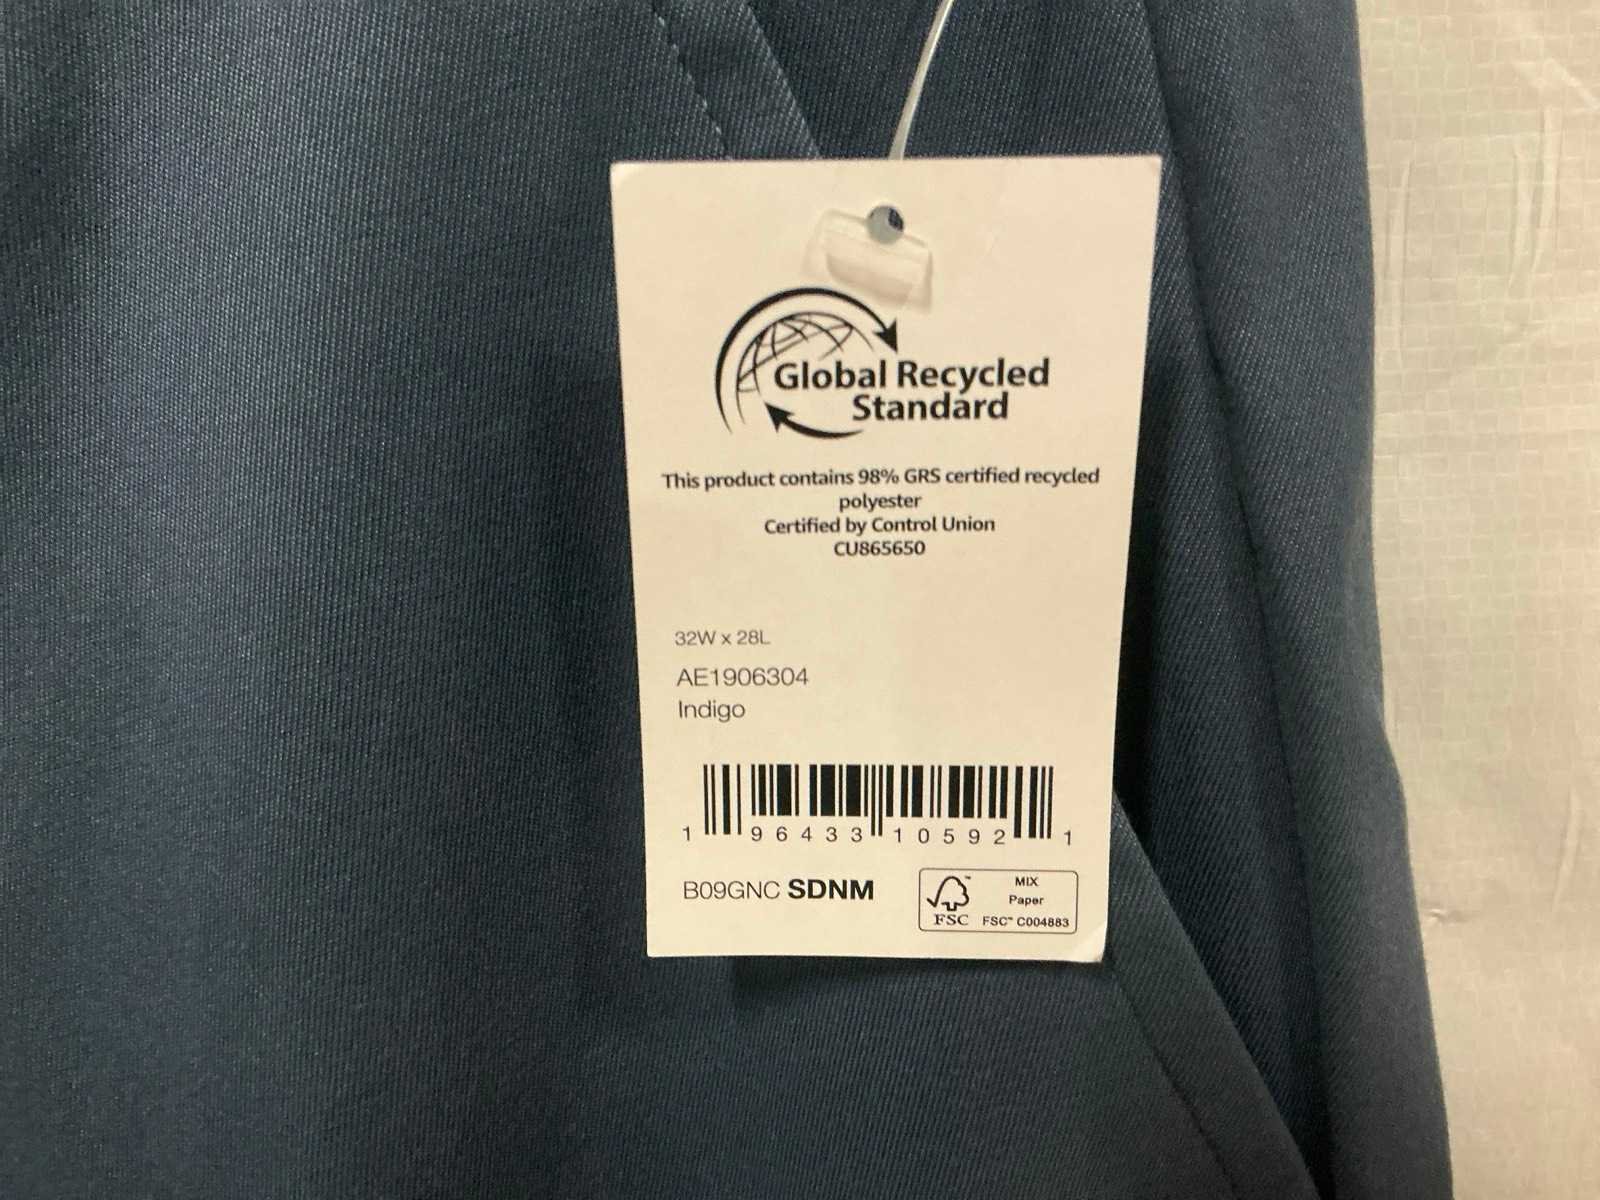 Global Recycled
Standard
This product contains 98% GRS certified recycled
polyester
Certified by Control Union
CU865650
32W x 28L
AE1906304
Indigo
1 96433 10592 1
B09GNC SDNM
MIX
Paper
FSC™ C004883
FSC